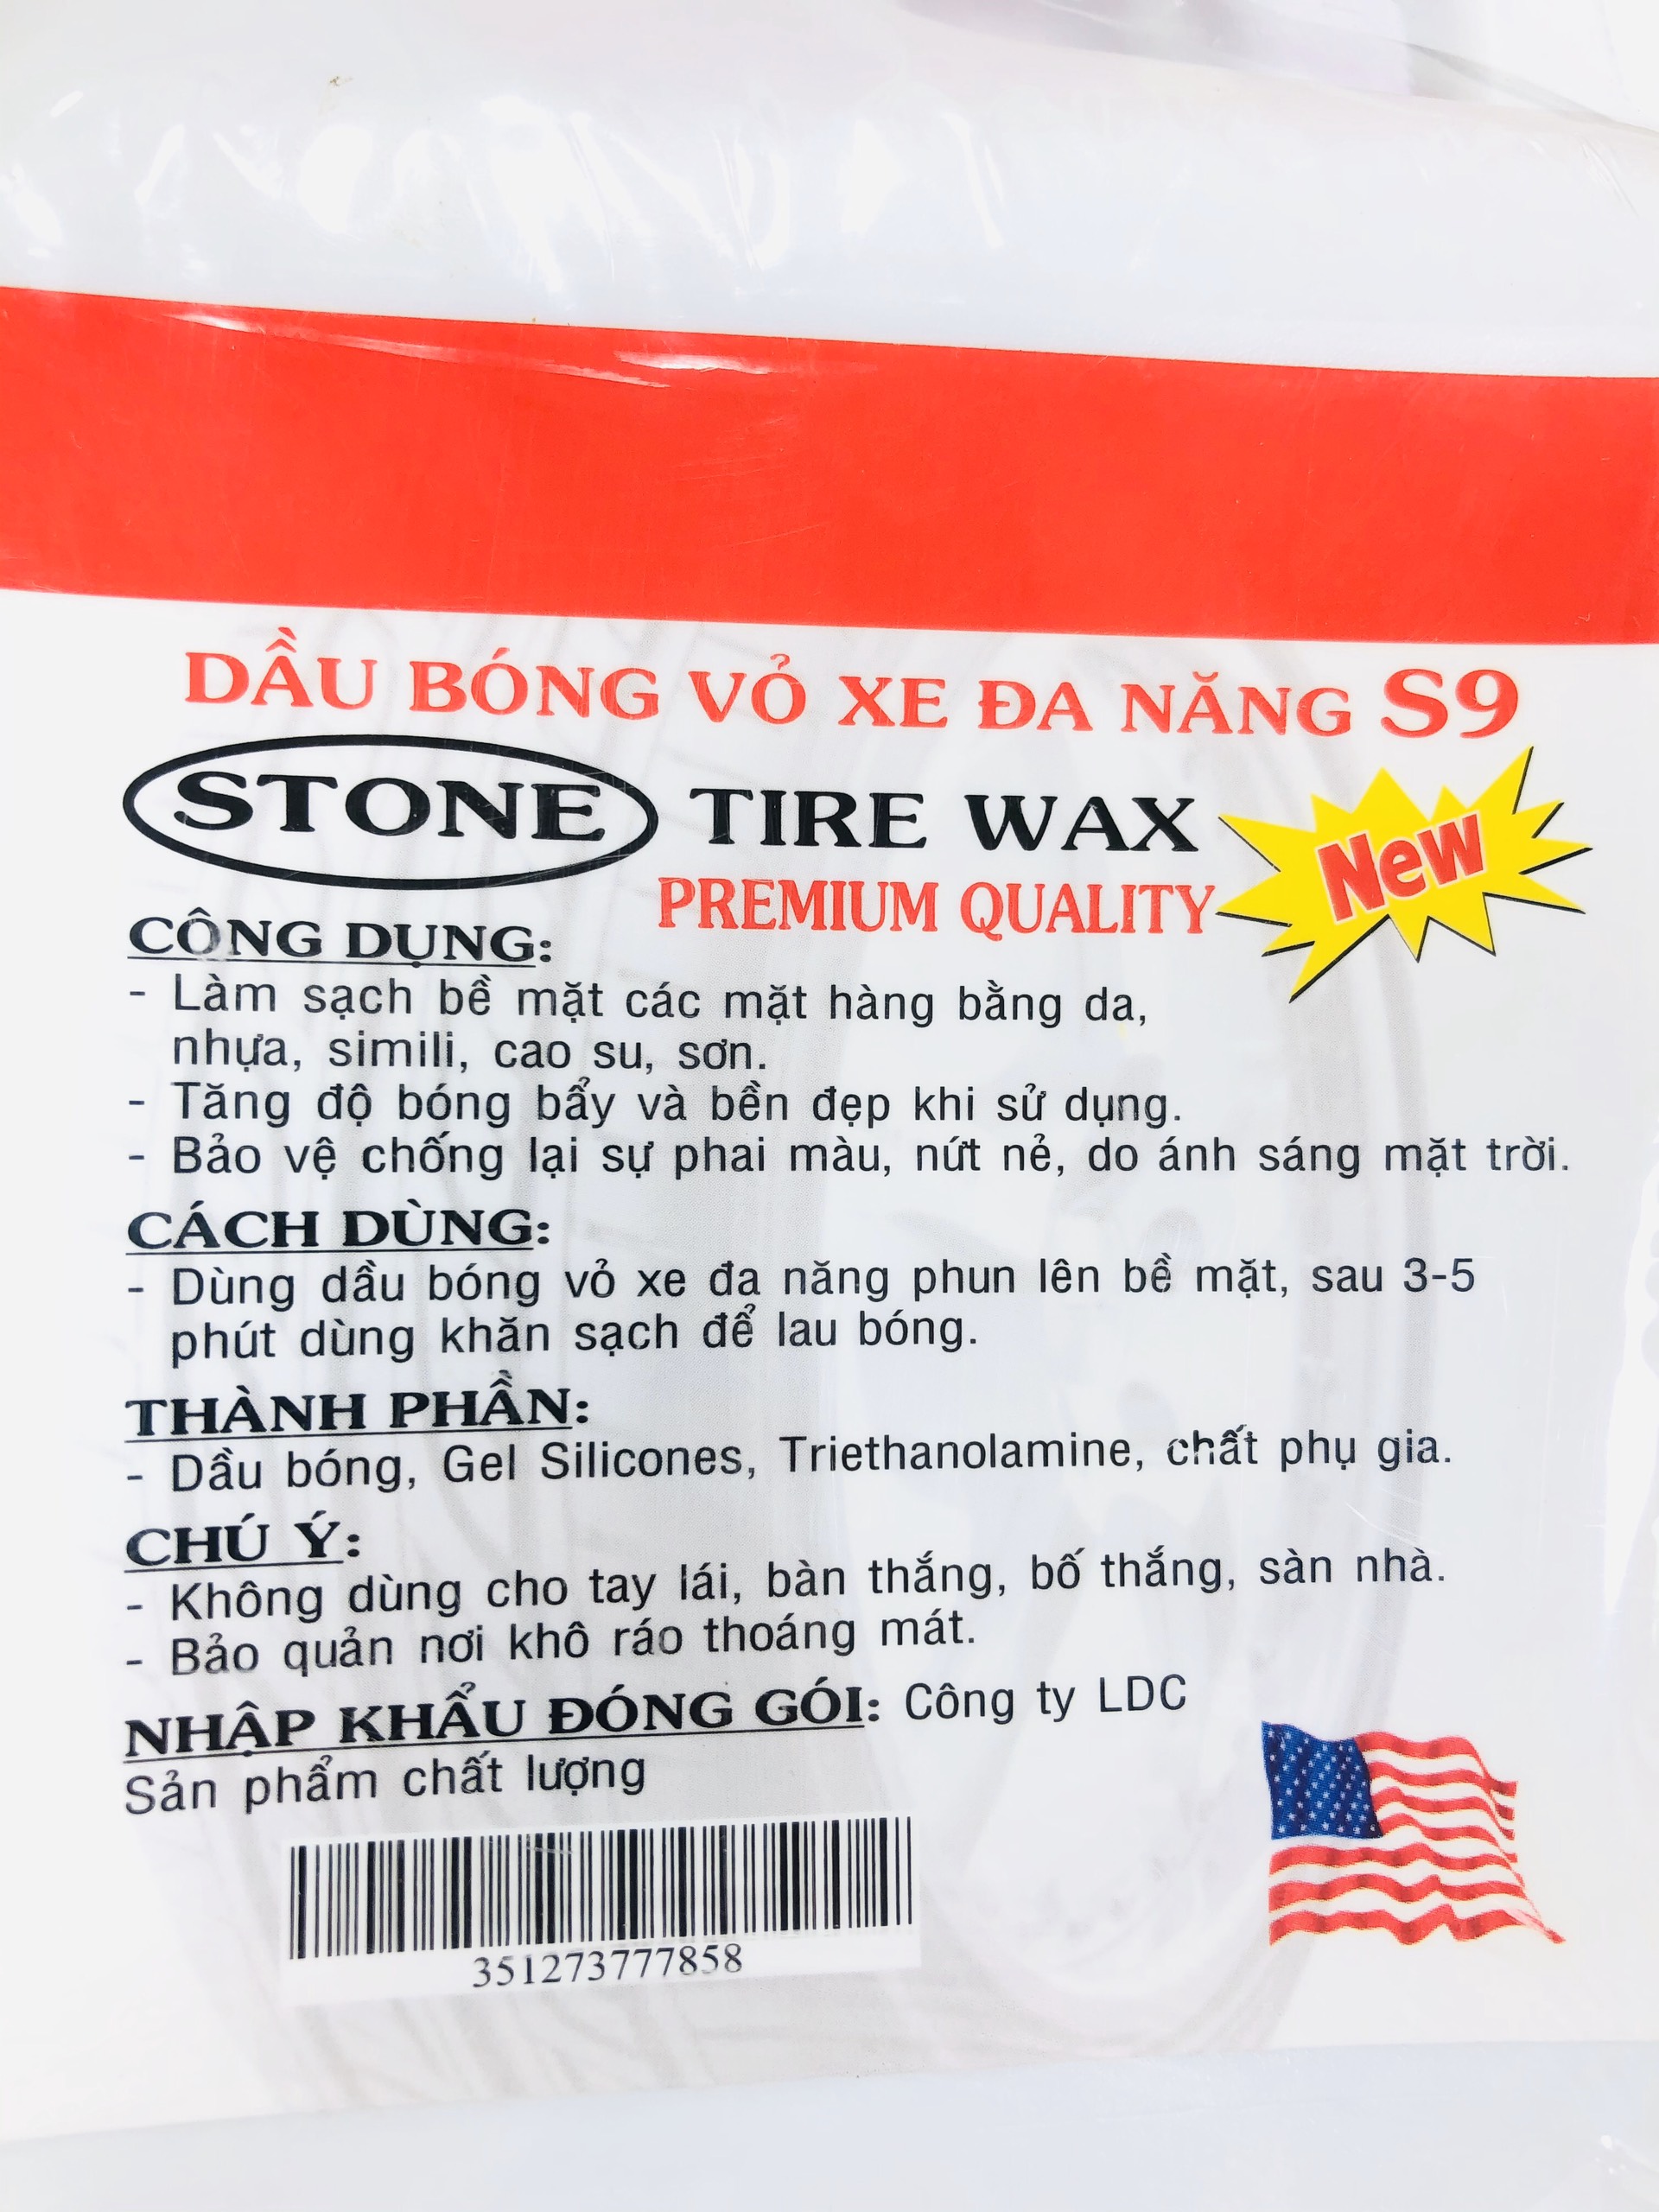 DẦU BÓNG VỎ XE ĐA NĂNG S9
STONE TIRE WAX
New
PREMIUM QUALITY
CÔNG DỤNG:
- Làm sạch bề mặt các mặt hàng bằng da,
nhựa, simili, cao su, sơn.
- Tăng độ bóng bẩy và bền đẹp khi sử dụng.
- Bảo vệ chống lại sự phai màu, nứt nẻ, do ánh sáng mặt trời.
CÁCH DÙNG:
- Dùng dầu bóng vỏ xe đa năng phun lên bề mặt, sau 3-5
phút dùng khăn sạch để lau bóng.
THÀNH PHẦN:
- Dầu bóng, Gel Silicones, Triethanolamine, chất phụ gia.
CHÚ Ý:
- Không dùng cho tay lái, bàn thắng, bố thắng, sàn nhà.
- Bảo quản nơi khô ráo thoáng mát.
NHẬP KHẨU ĐÓNG GÓI: Công ty LDC
Sản phẩm chất lượng
351273777858